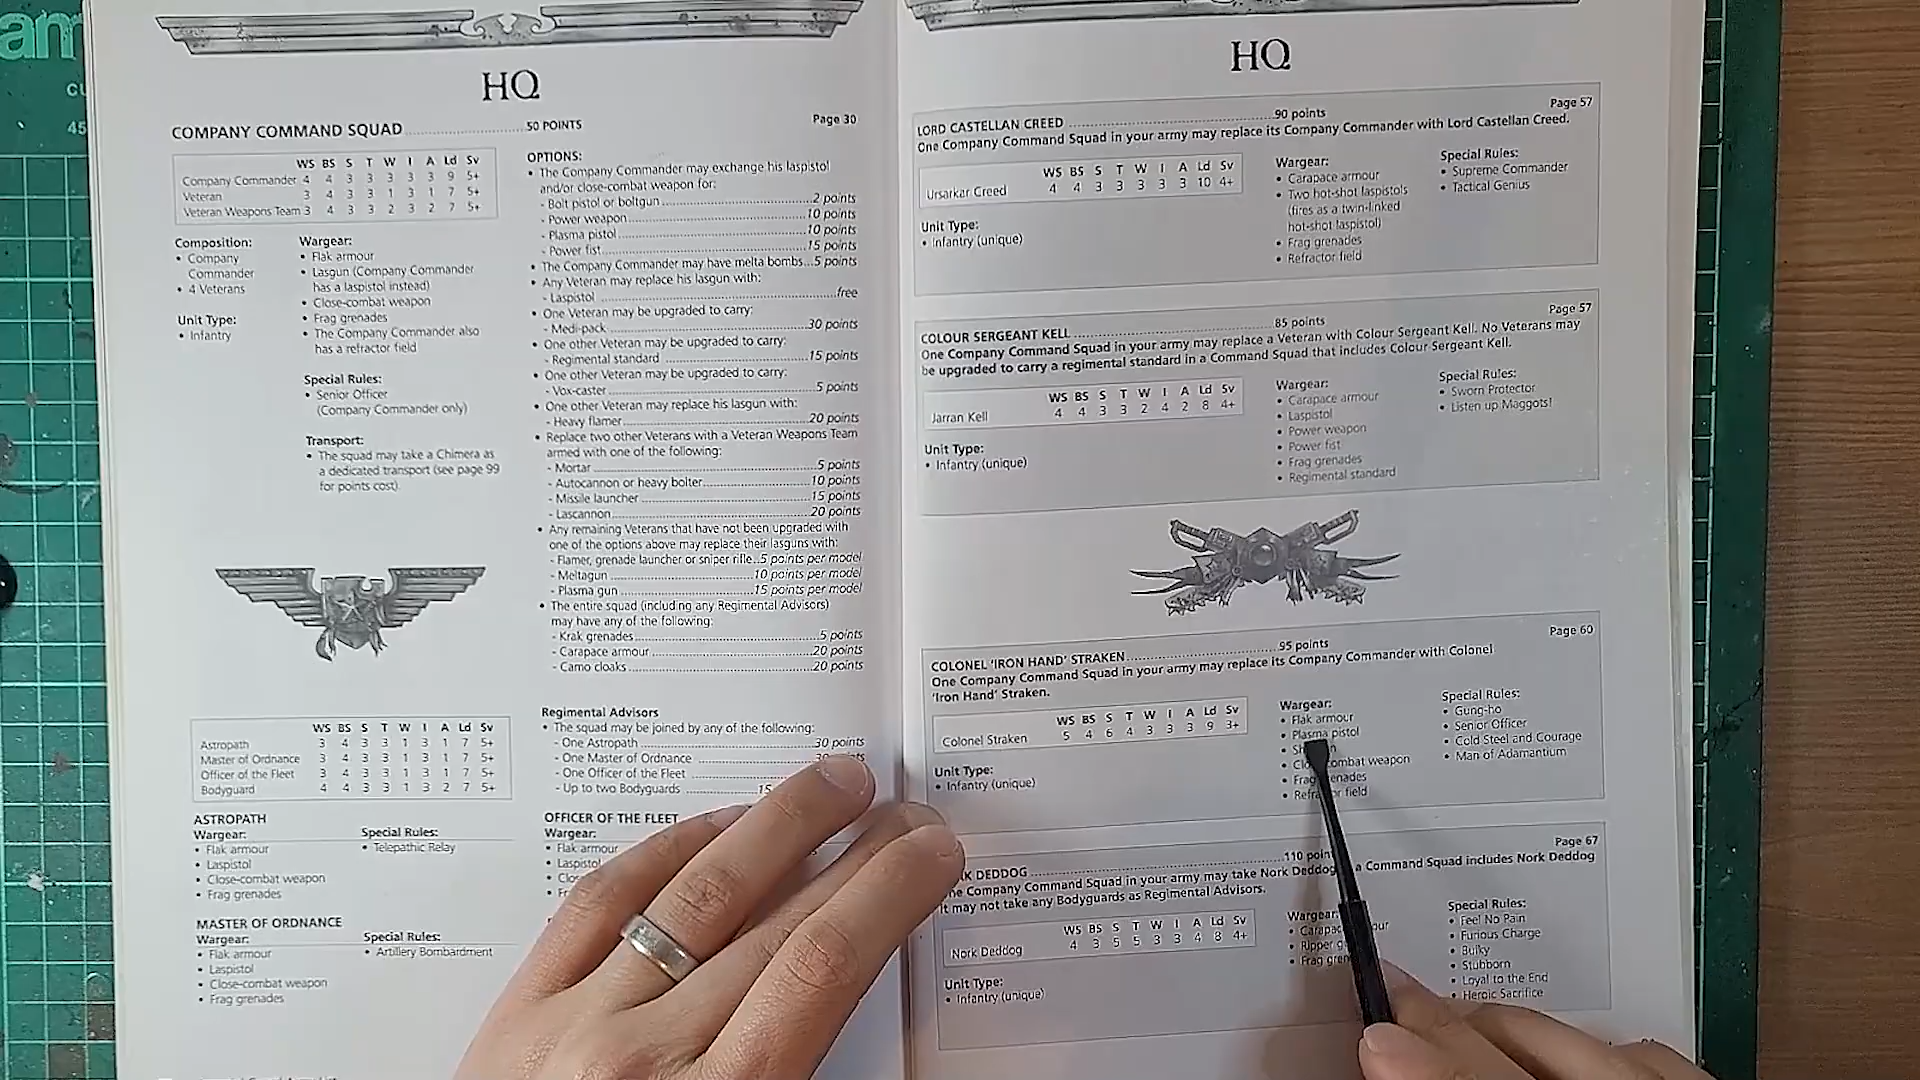 HQ
COMPANY COMMAND SQUAD 50 POINTS
Page 30
WS BS S T W I A Ld Sv
Company Commander 4 4 3 3 3 3 3 9 5+
Veteran 3 4 3 3 1 3 1 7 5+
Veteran Weapons Team 3 4 3 3 2 3 2 7 5+
Composition:
• Company
Commander
• 4 Veterans
Unit Type:
• Infantry
Wargear:
• Flak armour
• Lasgun (Company Commander
has a laspistol instead)
• Close-combat weapon
• Frag grenades
• The Company Commander also
has a refractor field
Special Rules:
• Senior Officer
(Company Commander only)
Transport:
• The squad may take a Chimera as
a dedicated transport (see page 99
for points cost).
OPTIONS:
• The Company Commander may exchange his laspistol
and/or close-combat weapon for:
- Bolt pistol or boltgun 2 points
- Power weapon 10 points
- Plasma pistol 10 points
- Power fist 15 points
• The Company Commander may have melta bombs...5 points
• Any Veteran may replace his lasgun with:
- Laspistol free
• One Veteran may be upgraded to carry:
- Medi-pack 30 points
• One other Veteran may be upgraded to carry:
- Regimental standard 15 points
• One other Veteran may be upgraded to carry:
- Vox-caster 5 points
• One other Veteran may replace his lasgun with:
- Heavy flamer 20 points
• Replace two other Veterans with a Veteran Weapons Team
armed with one of the following:
- Mortar 5 points
- Autocannon or heavy bolter 10 points
- Missile launcher 15 points
- Lascannon 20 points
• Any remaining Veterans that have not been upgraded with
one of the options above may replace their lasguns with:
- Flamer, grenade launcher or sniper rifle..5 points per model
- Meltagun 10 points per model
- Plasma gun 15 points per model
• The entire squad (including any Regimental Advisors)
may have any of the following:
- Krak grenades 5 points
- Carapace armour 20 points
- Camo cloaks 20 points
WS BS S T W I A Ld Sv
Astropath 3 4 3 3 1 3 1 7 5+
Master of Ordnance 3 4 3 3 1 3 1 7 5+
Officer of the Fleet 3 4 3 3 1 3 1 7 5+
Bodyguard 4 4 3 3 1 3 2 7 5+
Regimental Advisors
• The squad may be joined by any of the following:
- One Astropath 30 points
- One Master of Ordnance
- One Officer of the Fleet
- Up to two Bodyguards 15
ASTROPATH
Wargear:
• Flak armour
• Laspistol
• Close-combat weapon
• Frag grenades
Special Rules:
• Telepathic Relay
MASTER OF ORDNANCE
Wargear:
• Flak armour
• Laspistol
• Close-combat weapon
• Frag grenades
Special Rules:
• Artillery Bombardment
OFFICER OF THE FLEET
Wargear:
• Flak armour
• Laspistol
HQ
Page 57
LORD CASTELLAN CREED 90 points
One Command Squad in your army may replace its Company Commander with Lord Castellan Creed.
WS BS S T W I A Ld Sv
Ursarkar Creed 4 4 3 3 3 3 3 10 4+
Unit Type:
• Infantry (unique)
Wargear:
• Carapace armour
• Two hot-shot laspistols
(fires as a twin-linked
hot-shot laspistol)
• Frag grenades
• Refractor field
Special Rules:
• Supreme Commander
• Tactical Genius
Page 57
COLOUR SERGEANT KELL 85 points
One Company Command Squad in your army may replace a Veteran with Colour Sergeant Kell. No Veterans may
be upgraded to carry a regimental standard in a Command Squad that includes Colour Sergeant Kell.
WS BS S T W I A Ld Sv
Jarran Kell 4 4 3 3 2 4 2 8 4+
Unit Type:
• Infantry (unique)
Wargear:
• Carapace armour
• Laspistol
• Power weapon
• Power fist
• Frag grenades
• Regimental standard
Special Rules:
• Sworn Protector
• Listen up Maggots!
Page 60
COLONEL 'IRON HAND' STRAKEN 95 points
One Company Command Squad in your army may replace its Company Commander with Colonel
'Iron Hand' Straken.
WS BS S T W I A Ld Sv
Colonel Straken 5 4 6 4 3 3 3 9 3+
Unit Type:
• Infantry (unique)
Wargear:
• Flak armour
• Plasma pistol
combat weapon
• Frag grenades
field
Special Rules:
• Gung-ho
• Senior Officer
• Cold Steel and Courage
• Man of Adamantium
Page 67
DEDDOG 110
Company Command Squad in your army may take Nork Deddog a Command Squad includes Nork Deddog
it may not take any Bodyguards as Regimental Advisors.
WS BS S T W I A Ld Sv
Nork Deddog 4 3 5 5 3 3 4 8 4+
Unit Type:
• Infantry (unique)
Wargear:
Special Rules:
• Feel No Pain
• Furious Charge
• Bulky
• Stubborn
• Loyal to the End
• Heroic Sacrifice